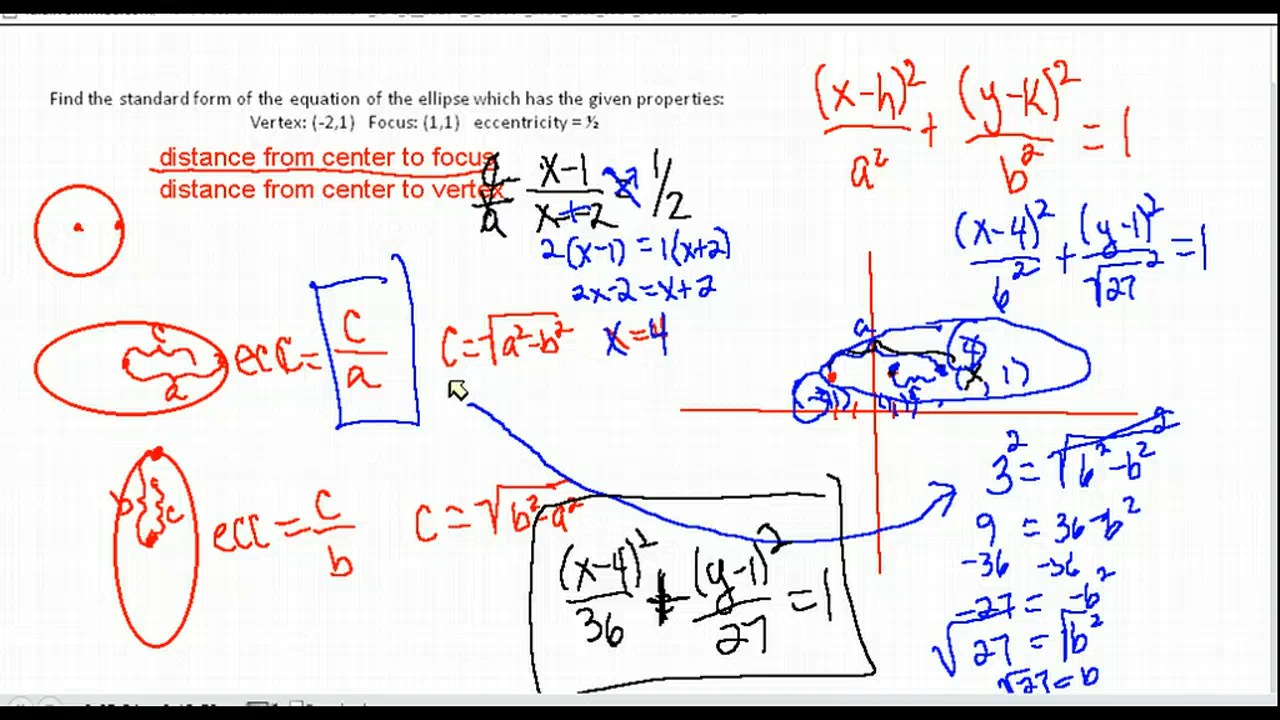 Find the standard form of the equation of the ellipse which has the given properties:
Vertex: (-2,1) Focus: (1,1) eccentricity = ½
distance from center to focus
distance from center to vertex
x-1
x--2
1/2
2(x-1) = 1(x+2)
2x-2 = x+2
x = 4
(x-h)²/a² + (y-k)²/b² = 1
(x-4)²/6² + (y-1)²/√27² = 1
c
a
ecc = c/a
c = √a²-b²
a
4
(x, 1)
b
c
ecc = c/b
c = √b²-a²
3² = √6²-b²
9 = 36-b²
-36 -36
-27 = -b²
√27 = √b²
√27 = b
(x-4)²/36 + (y-1)²/27 = 1